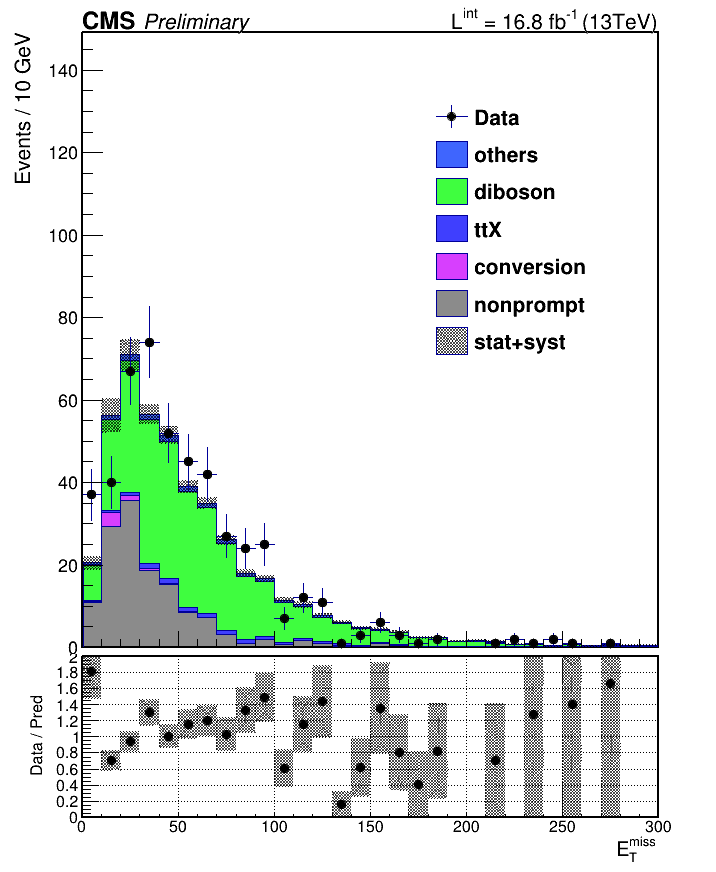 CMS Preliminary
L^int = 16.8 fb^-1 (13TeV)
Events / 10 GeV
140
120
100
80
60
40
20
0
Data
others
diboson
ttX
conversion
nonprompt
stat+syst
Data / Pred
2
1.8
1.6
1.4
1.2
1
0.8
0.6
0.4
0.2
0
0 50 100 150 200 250 300
E_T^miss